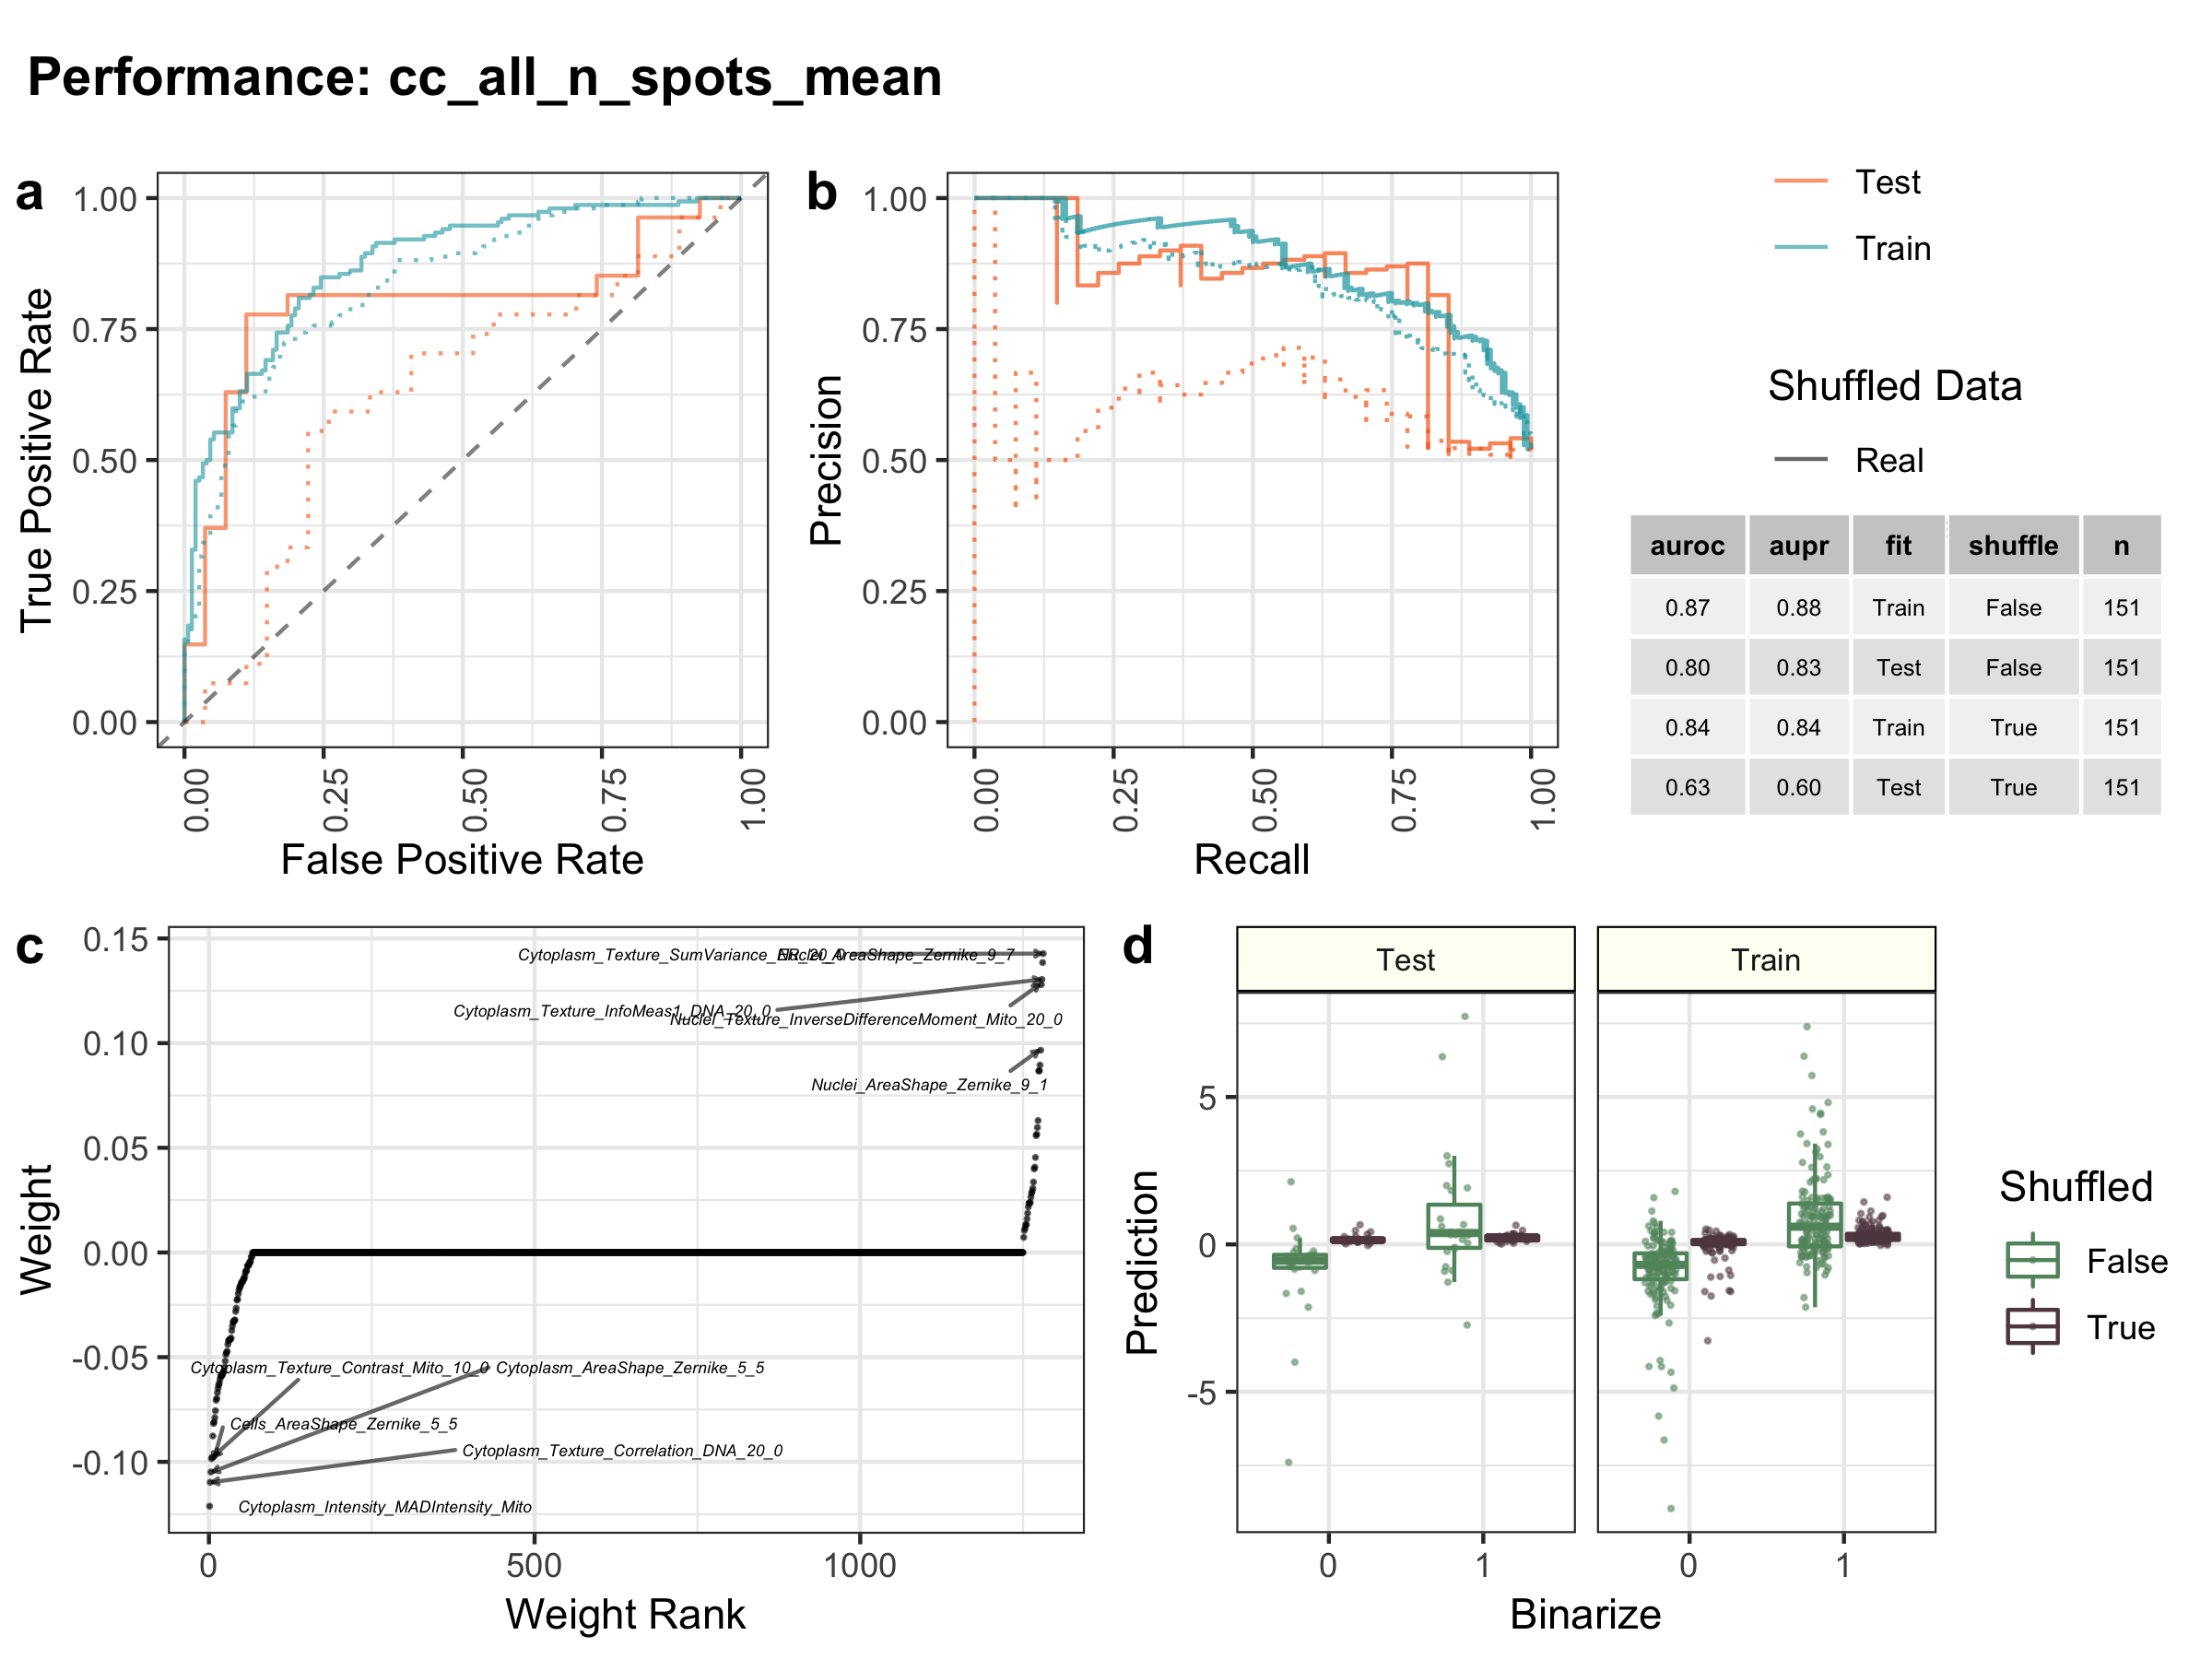 Performance: cc_all_n_spots_mean
a
1.00
0.75
0.50
0.25
0.00
True Positive Rate
0.00
0.25
0.50
0.75
1.00
False Positive Rate
b
1.00
0.75
0.50
0.25
0.00
Precision
0.00
0.25
0.50
0.75
1.00
Recall
Test
Train
Shuffled Data
Real
auroc aupr fit shuffle n
0.87 0.88 Train False 151
0.80 0.83 Test False 151
0.84 0.84 Train True 151
0.63 0.60 Test True 151
c
0.15
0.10
0.05
0.00
-0.05
-0.10
Weight
Cytoplasm_Texture_SumVariance_ER_20_0
Nuclei_AreaShape_Zernike_9_7
Cytoplasm_Texture_InfoMeas1_DNA_20_0
Nuclei_Texture_InverseDifferenceMoment_Mito_20_0
Nuclei_AreaShape_Zernike_9_1
Cytoplasm_Texture_Contrast_Mito_10_0
Cytoplasm_AreaShape_Zernike_5_5
Cells_AreaShape_Zernike_5_5
Cytoplasm_Texture_Correlation_DNA_20_0
Cytoplasm_Intensity_MADIntensity_Mito
0
500
1000
Weight Rank
d
Test
Train
5
0
-5
Prediction
0
1
0
1
Binarize
Shuffled
False
True